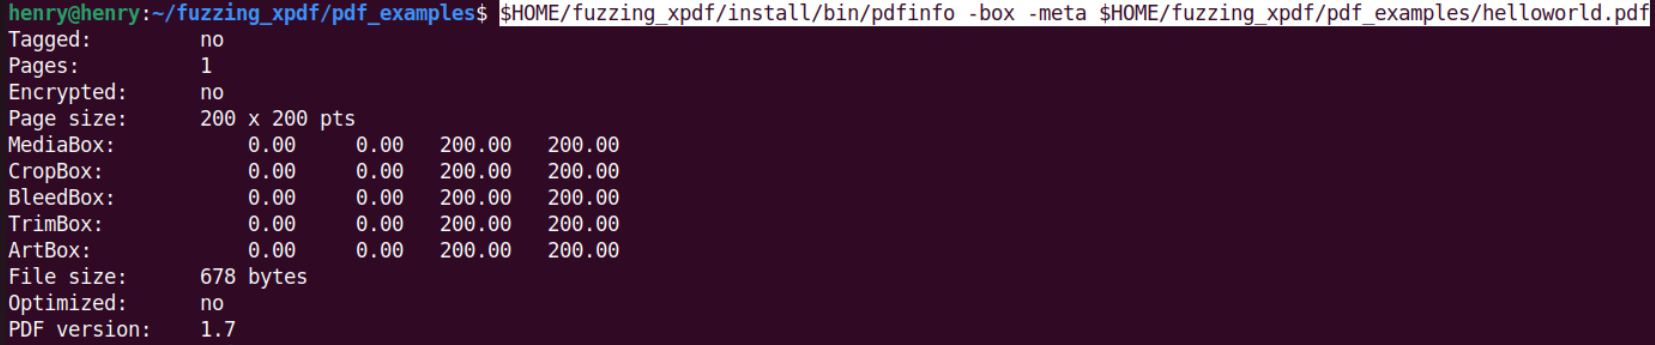 henry@henry:~/fuzzing_xpdf/pdf_examples$ $HOME/fuzzing_xpdf/install/bin/pdfinfo -box -meta $HOME/fuzzing_xpdf/pdf_examples/helloworld.pdf
Tagged:         no
Pages:          1
Encrypted:      no
Page size:      200 x 200 pts
MediaBox:           0.00     0.00   200.00   200.00
CropBox:            0.00     0.00   200.00   200.00
BleedBox:           0.00     0.00   200.00   200.00
TrimBox:            0.00     0.00   200.00   200.00
ArtBox:             0.00     0.00   200.00   200.00
File size:      678 bytes
Optimized:      no
PDF version:    1.7